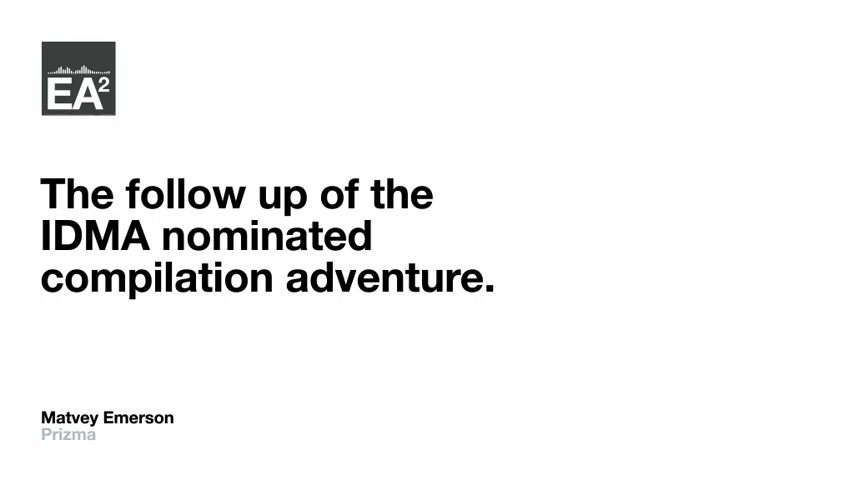 EA²
The follow up of the
IDMA nominated
compilation adventure.
Matvey Emerson
Prizma